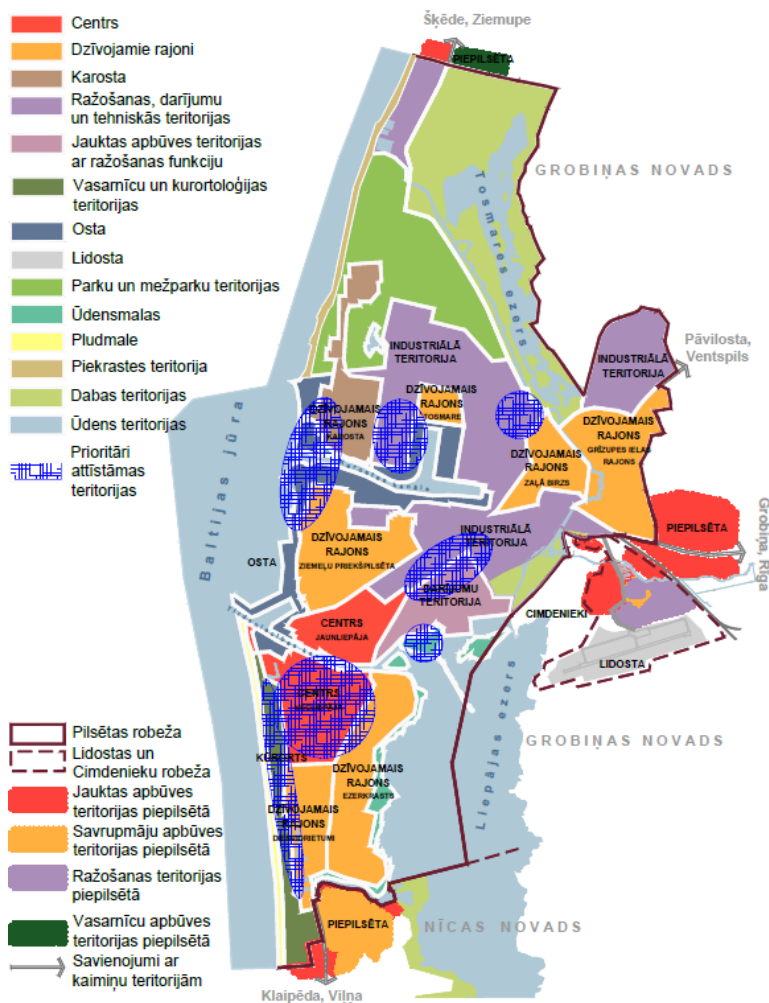 Centrs
Dzīvojamie rajoni
Karosta
Ražošanas, darījumu
un tehniskās teritorijas
Jauktas apbūves teritorijas
ar ražošanas funkciju
Vasarnīcu un kurortoloģijas
teritorijas
Osta
Lidosta
Parku un mežparku teritorijas
Ūdensmalas
Pludmale
Piekrastes teritorija
Dabas teritorijas
Ūdens teritorijas
Prioritāri
attīstāmas
teritorijas
Šķēde, Ziemupe
PIEPILSĒTA
GROBIŅAS NOVADS
Tosmares ezers
INDUSTRIĀLĀ
TERITORIJA
INDUSTRIĀLĀ
TERITORIJA
Pāvilosta,
Ventspils
DZĪVOJAMAIS
RAJONS
KAROSTA
DZĪVOJAMAIS
RAJONS
TOSMARE
DZĪVOJAMAIS
RAJONS
GRĪZUPES IELAS
RAJONS
DZĪVOJAMAIS
RAJONS
ZAĻĀ BIRZS
Baltijas jūra
DZĪVOJAMAIS
RAJONS
ZIEMEĻU PRIEKŠPILSĒTA
INDUSTRIĀLĀ
TERITORIJA
PIEPILSĒTA
Grobiņa, Rīga
OSTA
DARĪJUMU
TERITORIJA
CIMDENIEKI
CENTRS
JAUNLIEPĀJA
LIDOSTA
CENTRS
Liepājas ezers
GROBIŅAS NOVADS
KŪRORTS
DZĪVOJAMAIS
RAJONS
EZERKRASTS
DZĪVOJAMAIS
RAJONS
PIEPILSĒTA
NĪCAS NOVADS
Klaipēda, Viļņa
Pilsētas robeža
Lidostas un
Cimdenieku robeža
Jauktas apbūves
teritorijas piepilsētā
Savrupmāju apbūves
teritorijas piepilsētā
Ražošanas teritorijas
piepilsētā
Vasarnīcu apbūves
teritorijas piepilsētā
Savienojumi ar
kaimiņu teritorijām